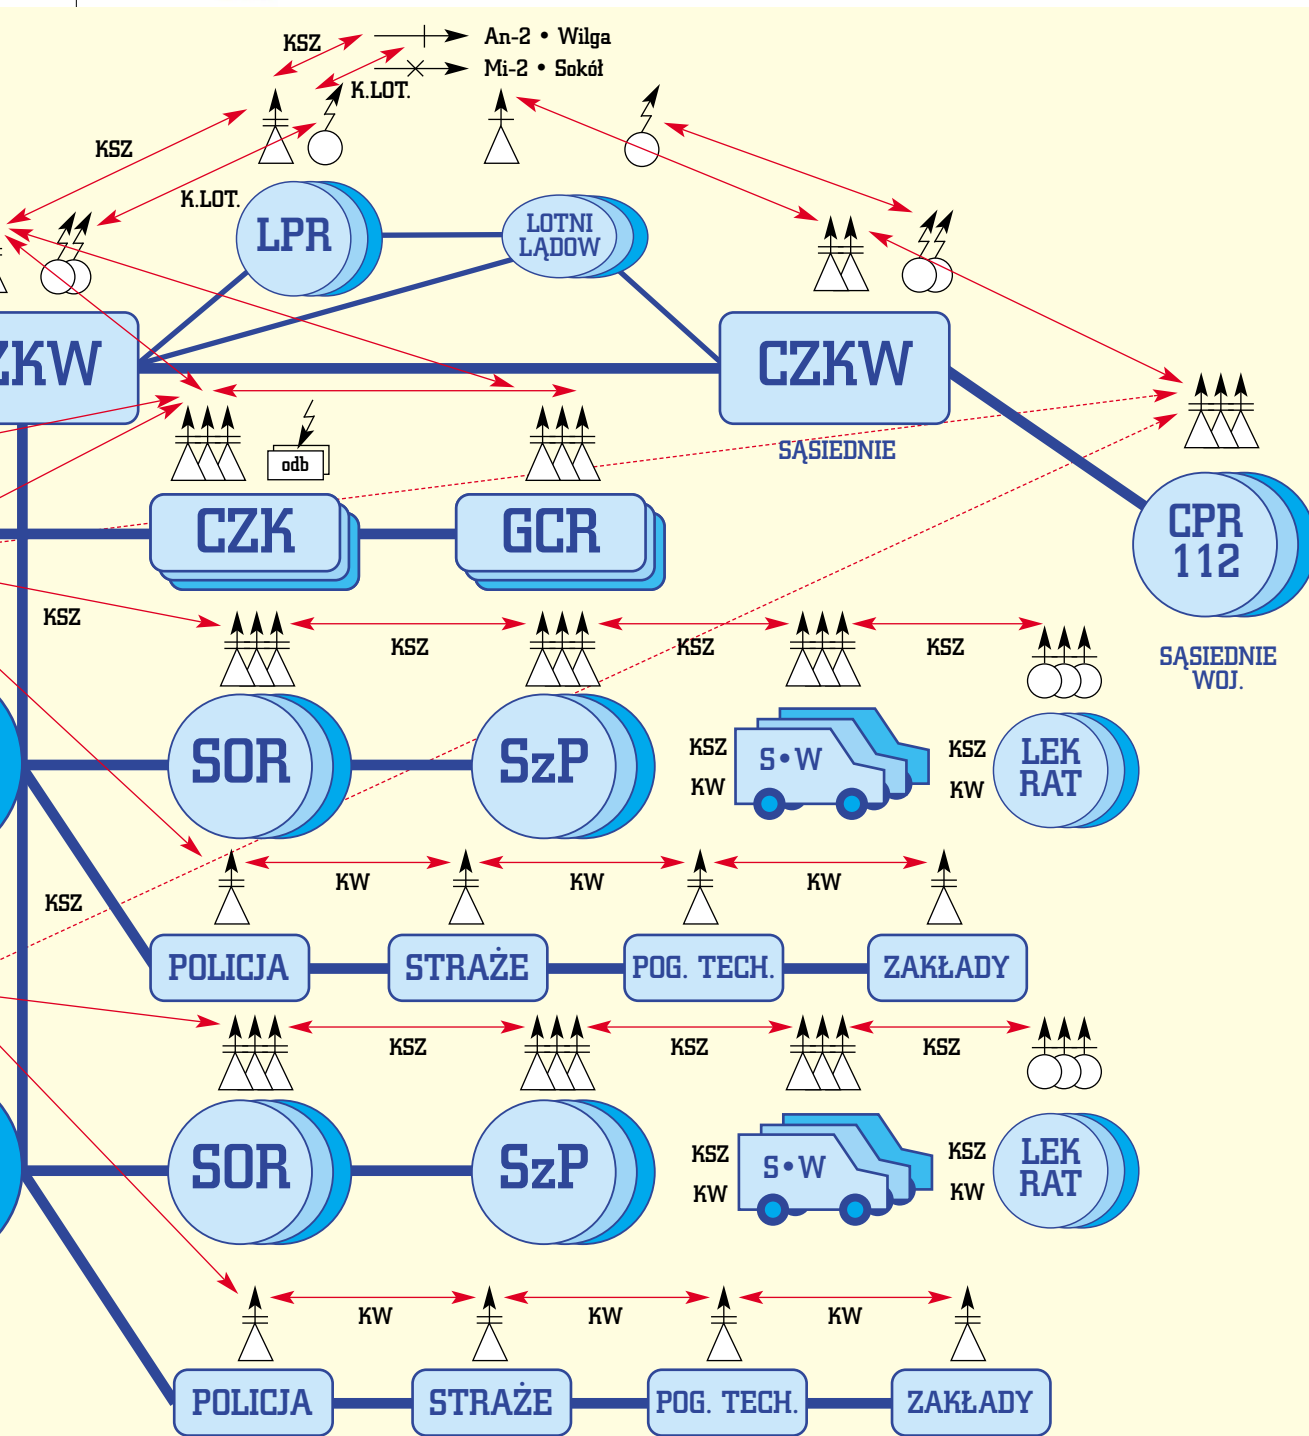 KSZ
An-2 • Wilga
Mi-2 • Sokół
K.LOT.
KSZ
K.LOT.
LPR
LOTNI
LĄDOW
ZKW
CZKW
SĄSIEDNIE
odb
CZK
GCR
CPR
112
SĄSIEDNIE
WOJ.
KSZ
KSZ
KSZ
KSZ
SOR
SzP
KSZ
KW
S•W
KSZ
KW
LEK
RAT
KW
KW
KW
KSZ
POLICJA
STRAŻE
POG. TECH.
ZAKŁADY
KSZ
KSZ
KSZ
SOR
SzP
KSZ
KW
S•W
KSZ
KW
LEK
RAT
KW
KW
KW
POLICJA
STRAŻE
POG. TECH.
ZAKŁADY